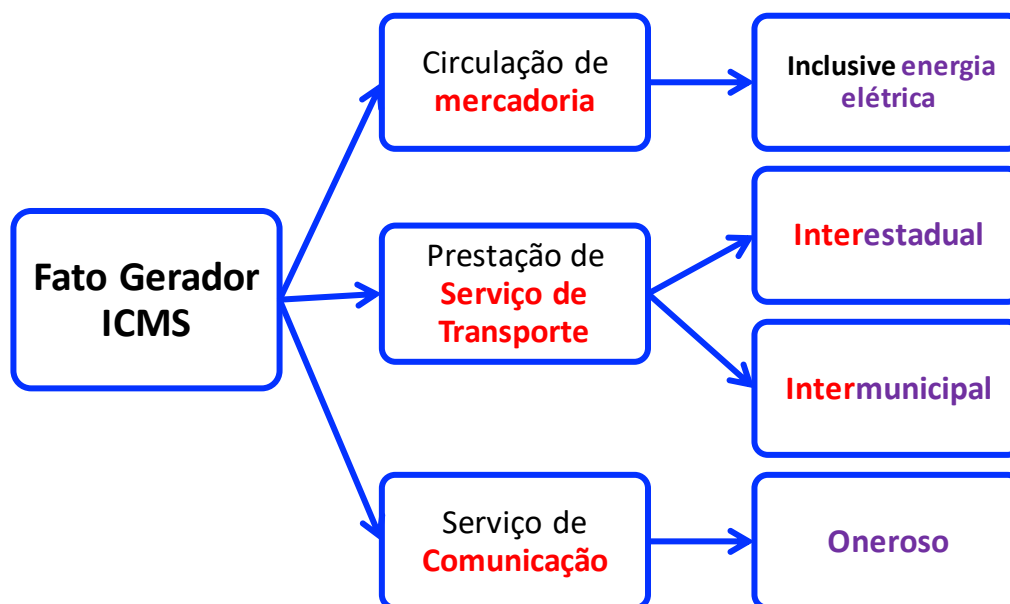 Circulação de
mercadoria
Inclusive energia
elétrica
Fato Gerador
ICMS
Prestação de
Serviço de
Transporte
Interestadual
Intermunicipal
Serviço de
Comunicação
Oneroso